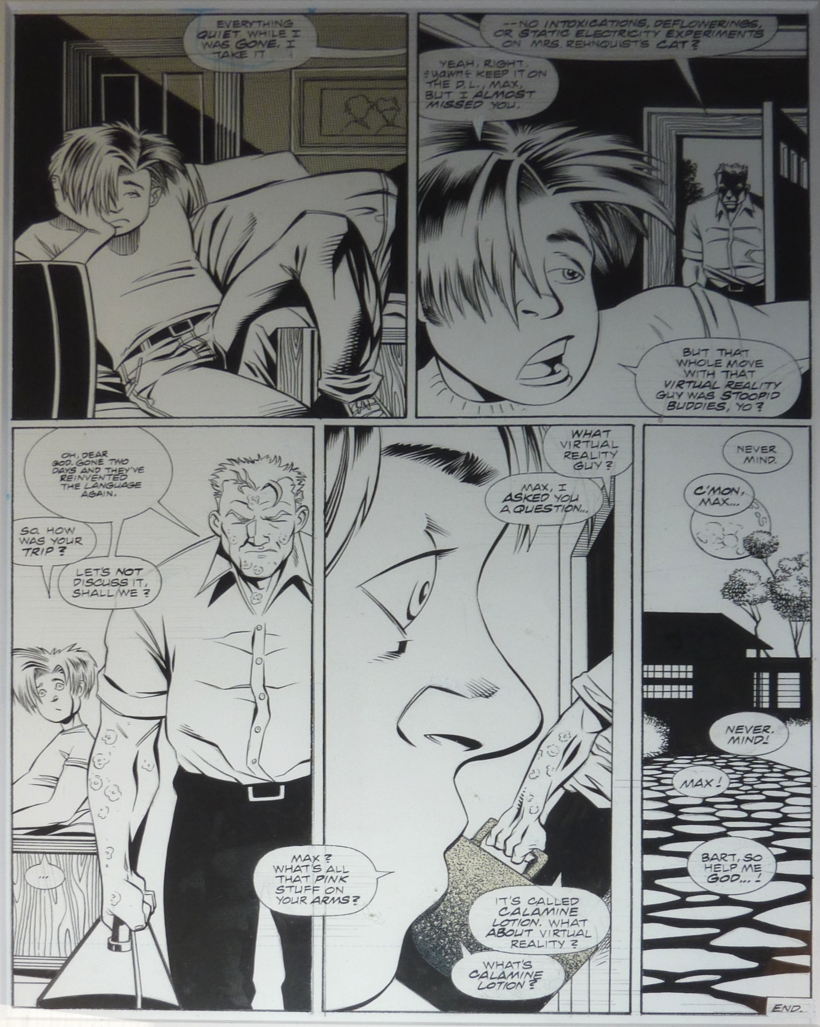 EVERYTHING
QUIET WHILE I
WAS GONE, I
TAKE IT
--NO INTOXICATIONS, DEFLOWERINGS,
OR STATIC ELECTRICITY EXPERIMENTS
ON MRS. REHNQUIST'S CAT?
YEAH, RIGHT.
:YAWN: KEEP IT ON
THE D.L., MAX,
BUT I ALMOST
MISSED YOU.
BUT THAT
WHOLE MOVE
WITH THAT
VIRTUAL REALITY
GUY WAS STOOPID
BUDDIES, YO?
OH, DEAR
GOD. GONE TWO
DAYS AND THEY'VE
REINVENTED
THE LANGUAGE
AGAIN.
SO, HOW
WAS YOUR
TRIP?
LET'S NOT
DISCUSS IT,
SHALL WE?
...
WHAT
VIRTUAL
REALITY
GUY?
MAX, I
ASKED YOU
A QUESTION...
MAX?
WHAT'S ALL
THAT PINK
STUFF ON
YOUR ARMS?
IT'S CALLED
CALAMINE
LOTION. WHAT
ABOUT VIRTUAL
REALITY?
WHAT'S
CALAMINE
LOTION?
NEVER
MIND.
C'MON,
MAX...
NEVER.
MIND!
MAX!
BART, SO
HELP ME
GOD...!
END.